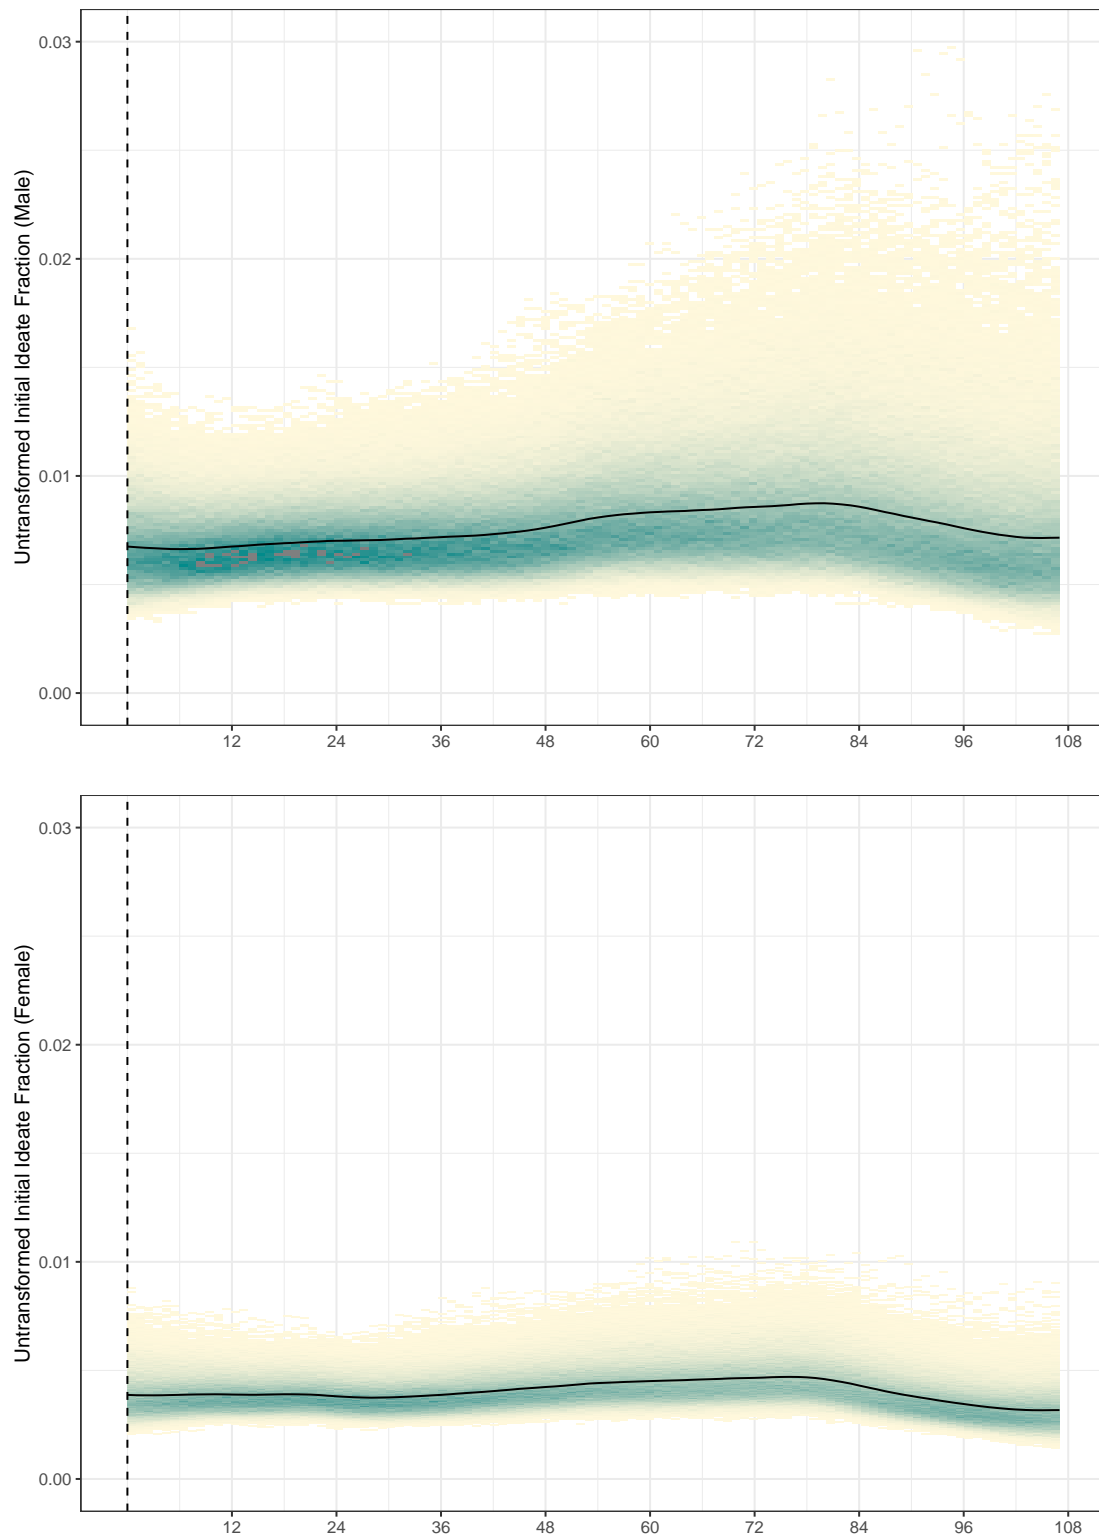 Untransformed Initial Ideate Fraction (Male)
0.03
0.02
0.01
0.00
12 24 36 48 60 72 84 96 108
Untransformed Initial Ideate Fraction (Female)
0.03
0.02
0.01
0.00
12 24 36 48 60 72 84 96 108